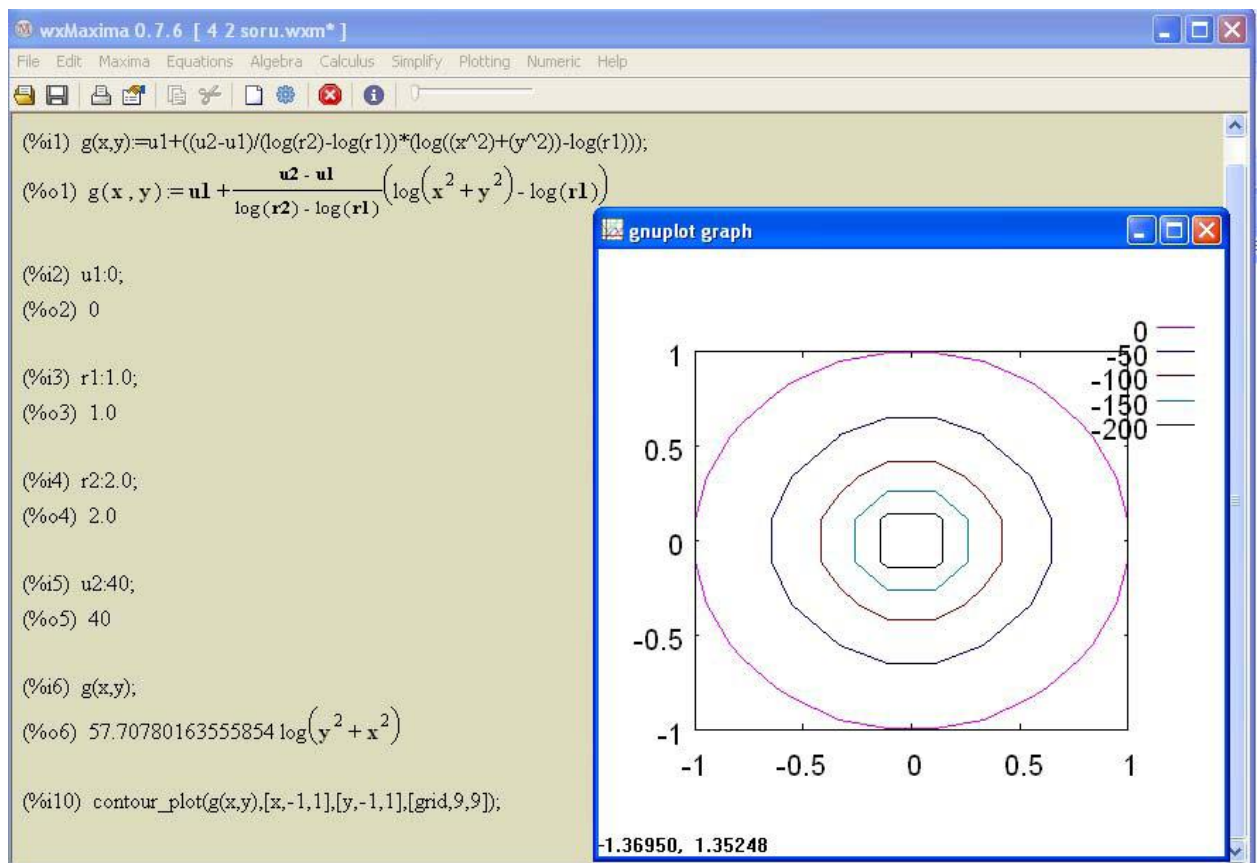 wxMaxima 0.7.6 [ 4 2 soru.wxm* ]
File Edit Maxima Equations Algebra Calculus Simplify Plotting Numeric Help
(%i1) g(x,y):=u1+((u2-u1)/(log(r2)-log(r1))*(log((x^2)+(y^2))-log(r1)));
(%o1) g(x , y):= u1 + u2 - u1 / log(r2) - log(r1) (log(x^2 + y^2) - log(r1))
(%i2) u1:0;
(%o2) 0
(%i3) r1:1.0;
(%o3) 1.0
(%i4) r2:2.0;
(%o4) 2.0
(%i5) u2:40;
(%o5) 40
(%i6) g(x,y);
(%o6) 57.70780163555854 log(y^2 + x^2)
(%i10) contour_plot(g(x,y),[x,-1,1],[y,-1,1],[grid,9,9]);
gnuplot graph
0
-50
-100
-150
-200
1
0.5
0
-0.5
-1
-1 -0.5 0 0.5 1
-1.36950, 1.35248